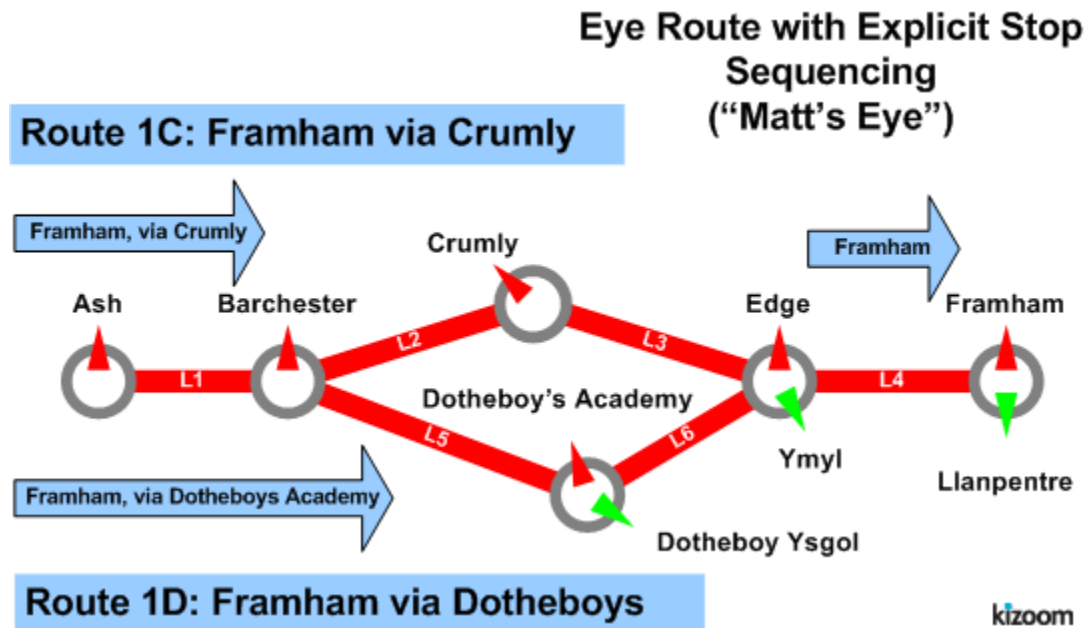 Eye Route with Explicit Stop
Sequencing
(“Matt’s Eye”)
Route 1C: Framham via Crumly
Framham, via Crumly
Framham
Crumly
Ash
Barchester
Edge
Framham
L1
L2
L3
L4
Dotheboy’s Academy
L5
L6
Ymyl
Llanpentre
Framham, via Dotheboys Academy
Dotheboy Ysgol
Route 1D: Framham via Dotheboys
kizoom